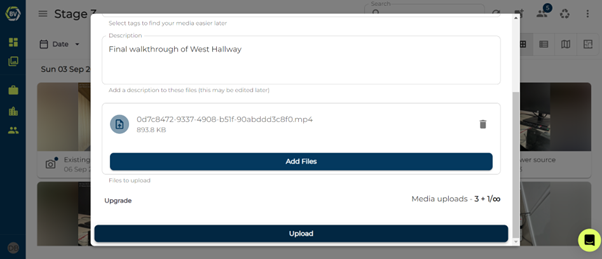 BV
Stage 3
Search
5
Date
Select tags to find your media easier later
Description
Final walkthrough of West Hallway
Add a description to these files (this may be edited later)
Sun 03 Sep
0d7c8472-9337-4908-b51f-90abddd3c8f0.mp4
893.8 KB
Add Files
Files to upload
Existing
06 Sep 2
wer source
Upgrade
Media uploads - 3 + 1/∞
Upload